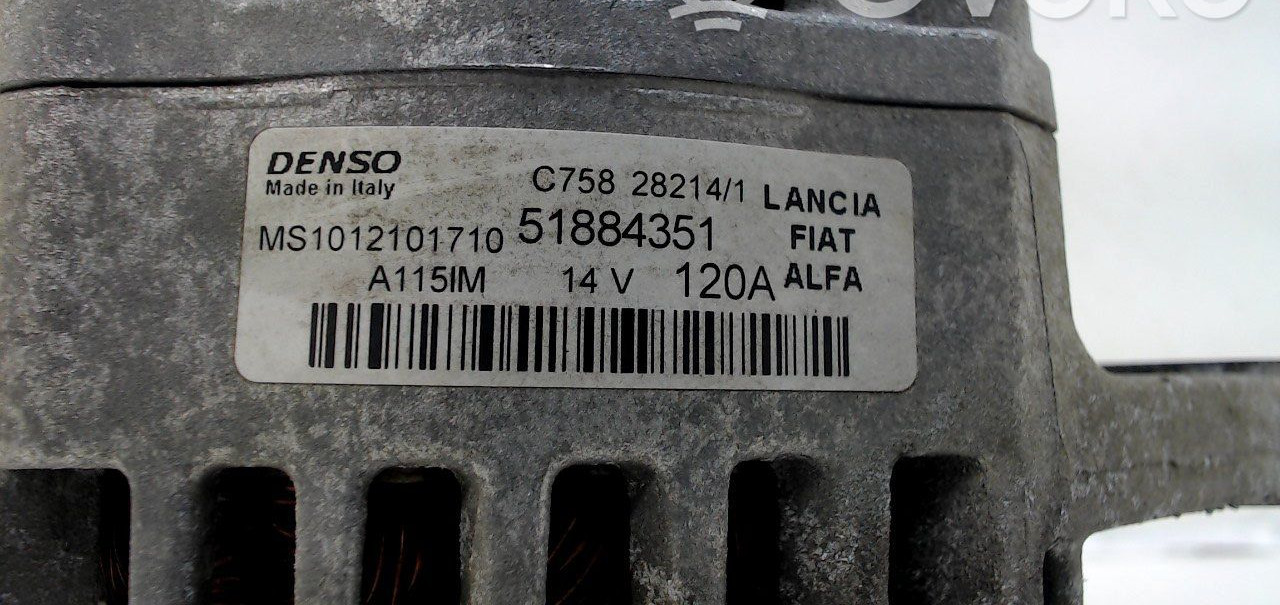 DENSO
Made in Italy
C758 28214/1
LANCIA
MS1012101710
51884351
FIAT
A115IM
14 V
120A
ALFA